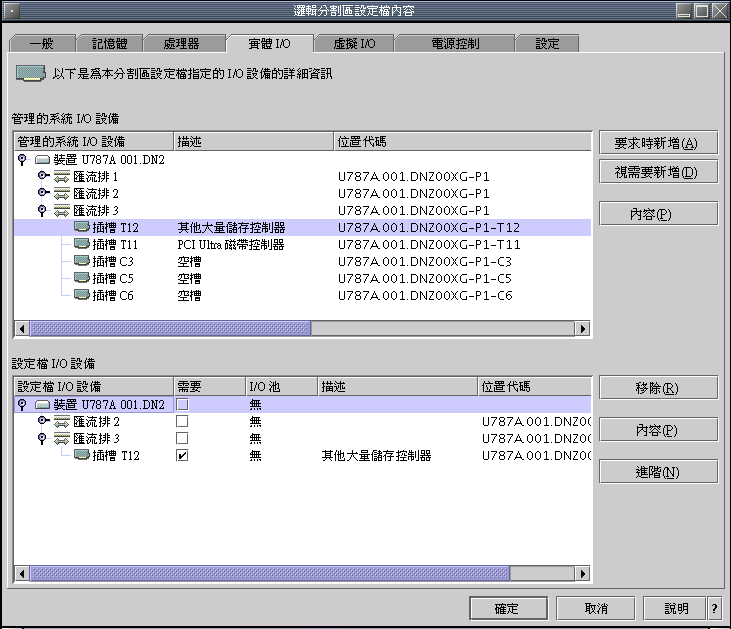 邏輯分割區設定檔內容
一般 記憶體 處理器 實體 I/O 虛擬 I/O 電源控制 設定
以下是為本分割區設定檔指定的 I/O 設備的詳細資訊
管理的系統 I/O 設備
管理的系統 I/O 設備 描述 位置代碼
裝置 U787A 001.DN2
匯流排 1 U787A.001.DNZ00XG-P1
匯流排 2 U787A.001.DNZ00XG-P1
匯流排 3 U787A.001.DNZ00XG-P1
插槽 T12 其他大量儲存控制器 U787A.001.DNZ00XG-P1-T12
插槽 T11 PCI Ultra 磁帶控制器 U787A.001.DNZ00XG-P1-T11
插槽 C3 空槽 U787A.001.DNZ00XG-P1-C3
插槽 C5 空槽 U787A.001.DNZ00XG-P1-C5
插槽 C6 空槽 U787A.001.DNZ00XG-P1-C6
要求時新增(A)
視需要新增(D)
內容(P)
設定檔 I/O 設備
設定檔 I/O 設備 需要 I/O 池 描述 位置代碼
裝置 U787A 001.DN2 無
匯流排 2 無 U787A.001.DNZ00
匯流排 3 無 U787A.001.DNZ00
插槽 T12 無 其他大量儲存控制器 U787A.001.DNZ00
移除(R)
內容(P)
進階(N)
確定 取消 說明 ?